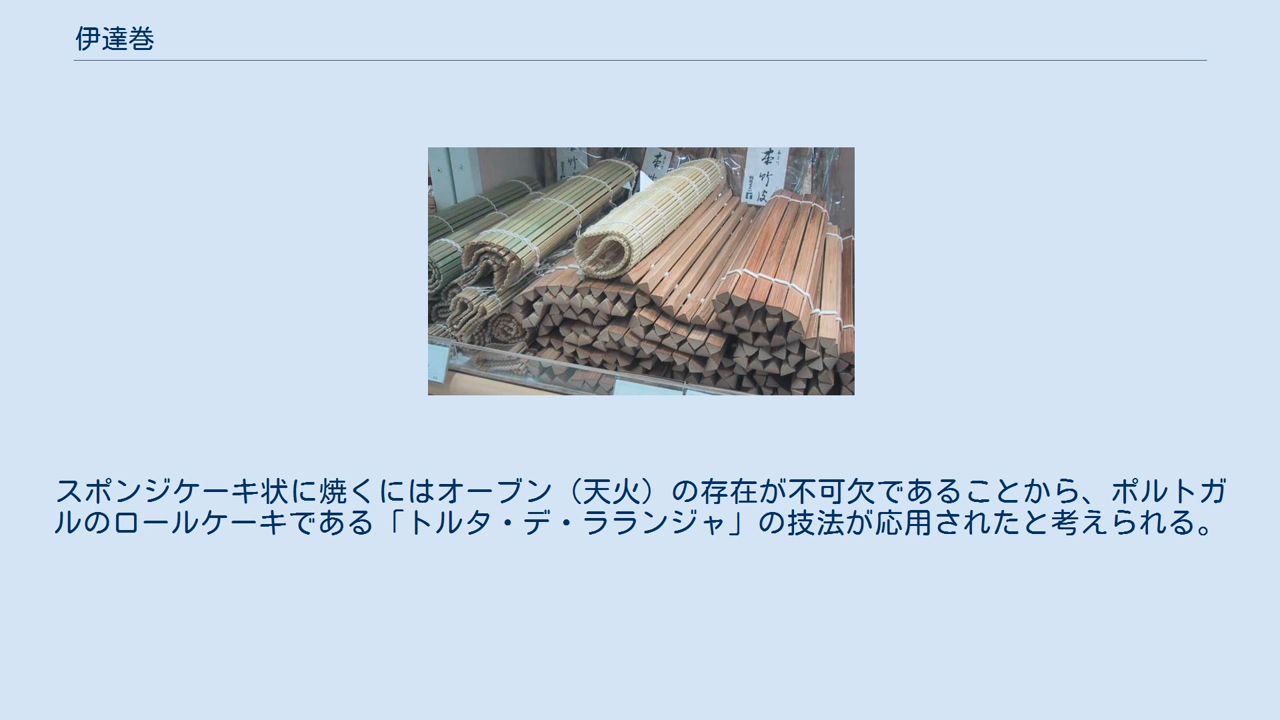 伊達巻
本竹皮
スポンジケーキ状に焼くにはオーブン（天火）の存在が不可欠であることから、ポルトガ
ルのロールケーキである「トルタ・デ・ラランジャ」の技法が応用されたと考えられる。